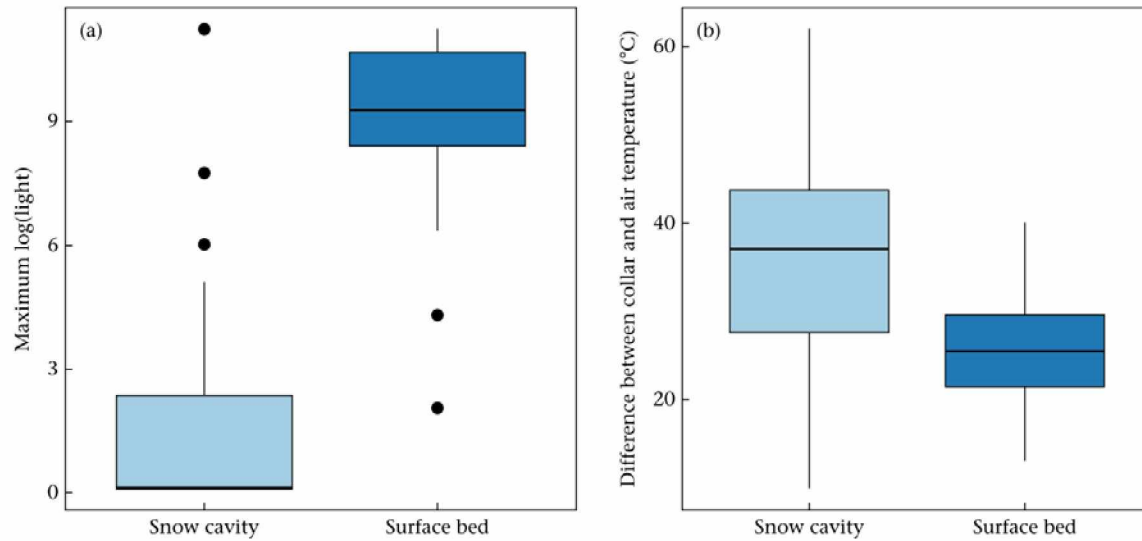 (a)
Maximum log(light)
9
6
3
0
Snow cavity
Surface bed
(b)
Difference between collar and air temperature (°C)
60
40
20
Snow cavity
Surface bed